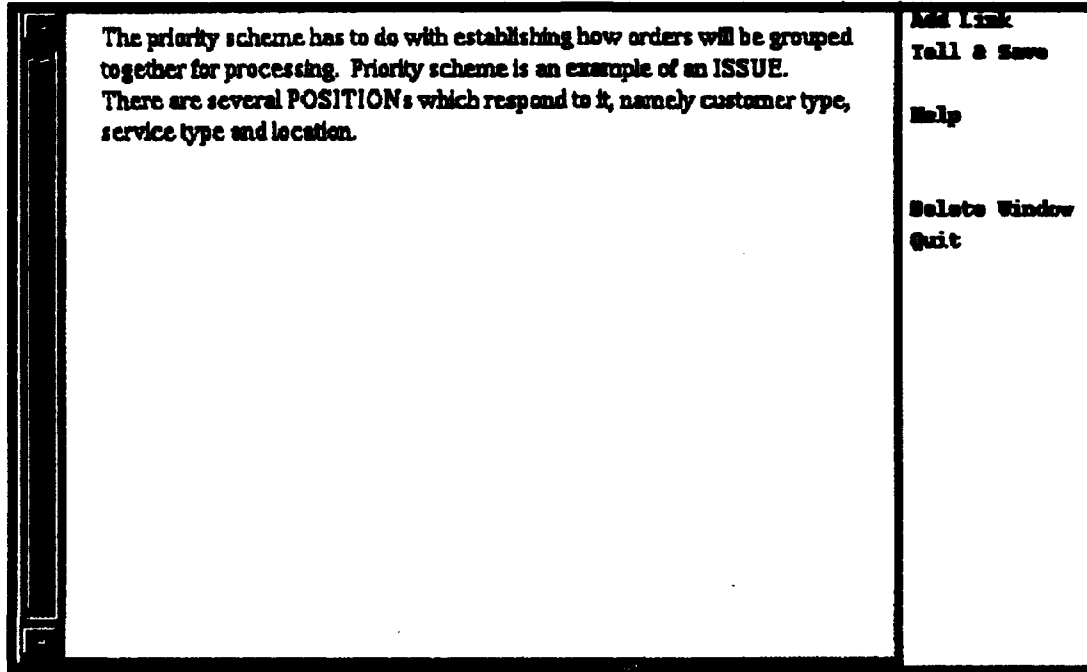 The priority scheme has to do with establishing how orders will be grouped
together for processing. Priority scheme is an example of an ISSUE.
There are several POSITIONs which respond to it, namely customer type,
service type and location.
Add Link
Tell & Save
Help
Delete Window
Quit